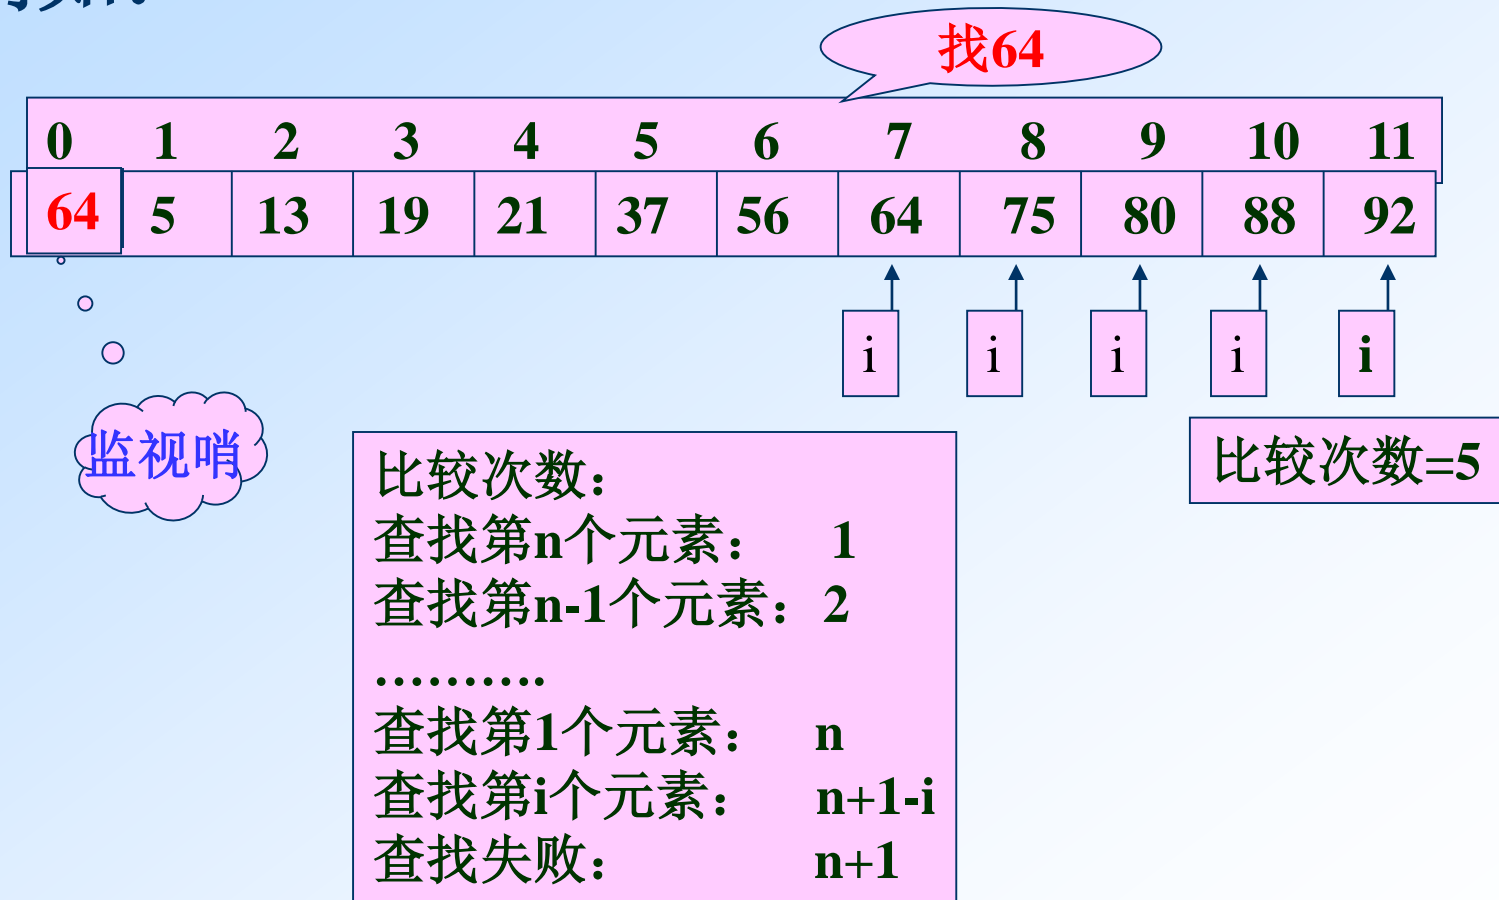 找64
0 1 2 3 4 5 6 7 8 9 10 11
64 5 13 19 21 37 56 64 75 80 88 92
i i i i i
监视哨
比较次数=5
比较次数：
查找第n个元素： 1
查找第n-1个元素：2
……….
查找第1个元素： n
查找第i个元素： n+1-i
查找失败： n+1